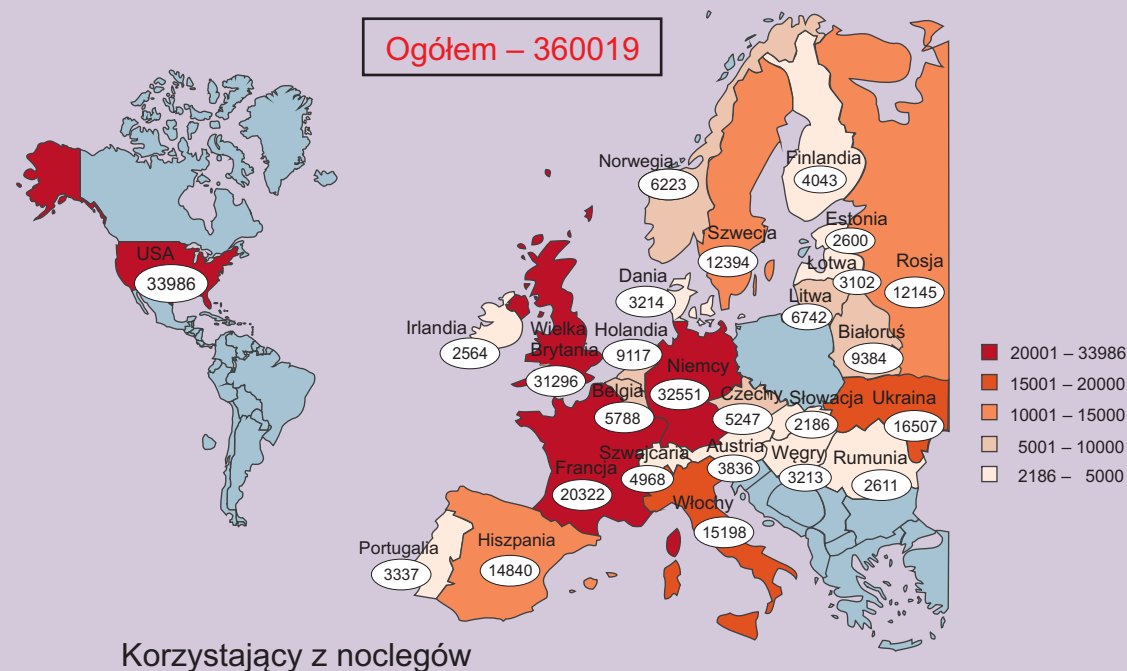 Ogółem – 360019
USA
33986
Norwegia
6223
Finlandia
4043
Szwecja
12394
Estonia
2600
Łotwa
3102
Rosja
12145
Dania
3214
Litwa
6742
Irlandia
2564
Wielka
Brytania
31296
Holandia
9117
Niemcy
32551
Białoruś
9384
Belgia
5788
Czechy
5247
Słowacja
2186
Ukraina
16507
Francja
20322
Szwajcaria
4968
Austria
3836
Węgry
3213
Rumunia
2611
Włochy
15198
Portugalia
3337
Hiszpania
14840
20001 – 33986
15001 – 20000
10001 – 15000
5001 – 10000
2186 – 5000
Korzystający z noclegów